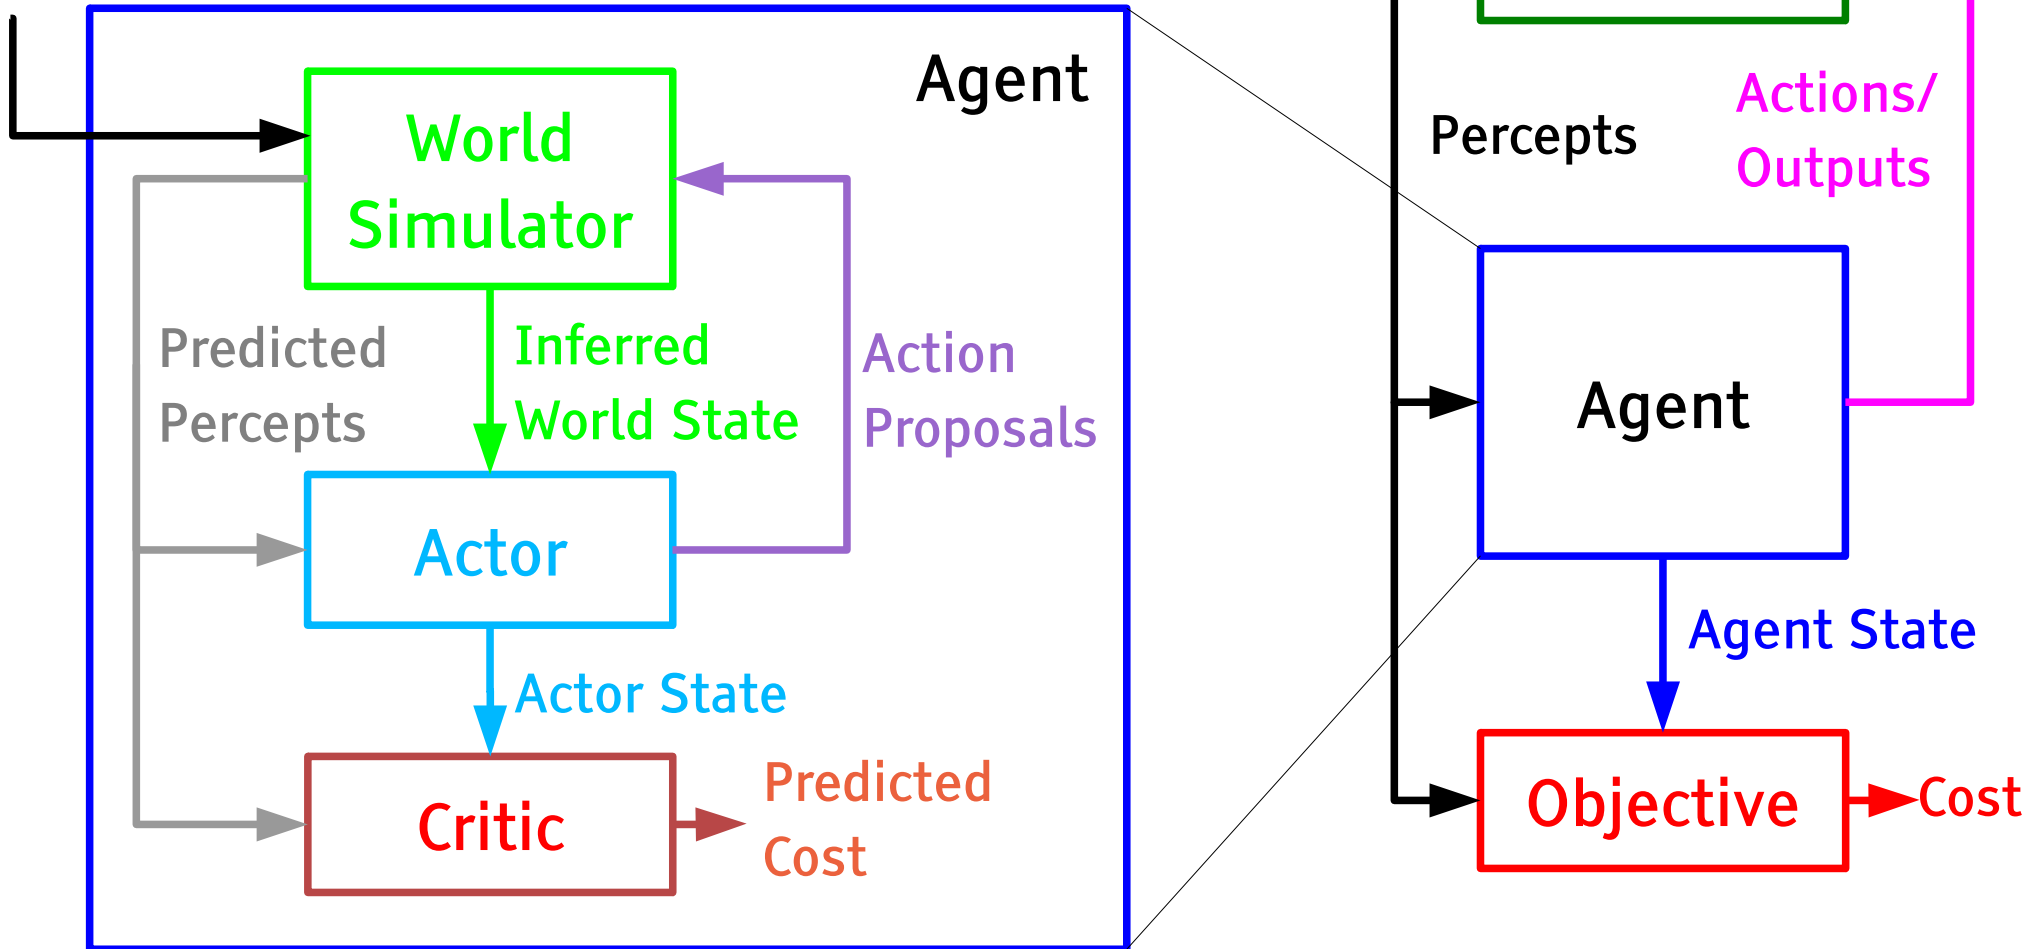 Agent
World
Simulator
Predicted
Percepts
Inferred
World State
Action
Proposals
Actor
Actor State
Critic
Predicted
Cost
Percepts
Actions/
Outputs
Agent
Agent State
Objective
Cost